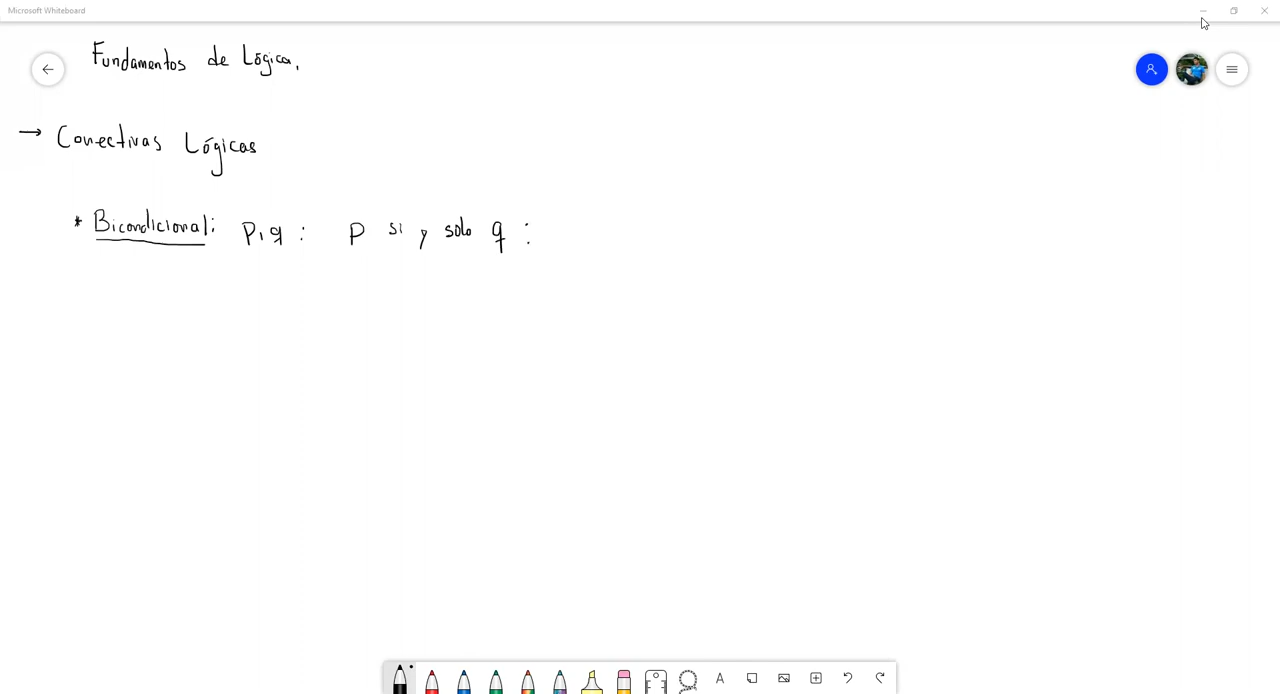 Microsoft Whiteboard
Fundamentos de Lógica.
→ Conectivas Lógicas
* Bicondicional: p, q : p si y solo q :